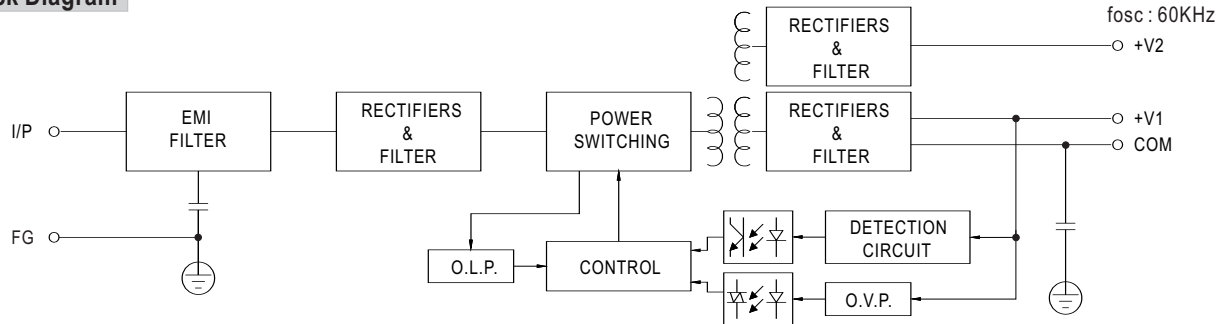 Diagram
fosc : 60KHz
RECTIFIERS
&
FILTER
+V2
I/P
EMI
FILTER
RECTIFIERS
&
FILTER
POWER
SWITCHING
RECTIFIERS
&
FILTER
+V1
COM
FG
O.L.P.
CONTROL
DETECTION
CIRCUIT
O.V.P.